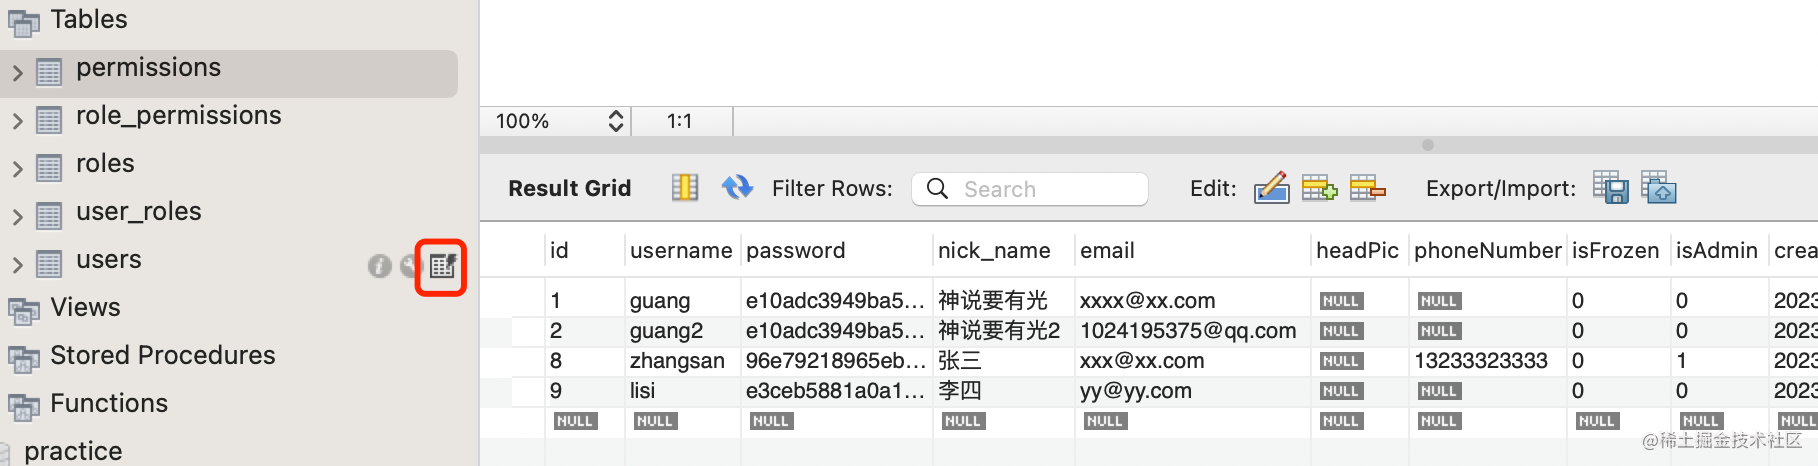 Tables
permissions
role_permissions
roles
user_roles
users
Views
Stored Procedures
Functions
practice
100% 1:1
Result Grid Filter Rows: Search Edit: Export/Import:
id username password nick_name email headPic phoneNumber isFrozen isAdmin crea
1 guang e10adc3949ba5... 神说要有光 xxxx@xx.com NULL NULL 0 0 2023
2 guang2 e10adc3949ba5... 神说要有光2 1024195375@qq.com NULL NULL 0 0 2023
8 zhangsan 96e79218965eb... 张三 xxx@xx.com NULL 13233323333 0 1 2023
9 lisi e3ceb5881a0a1... 李四 yy@yy.com NULL NULL 0 0 2023
NULL NULL NULL NULL NULL NULL NULL NULL NULL NULL
@稀土掘金技术社区